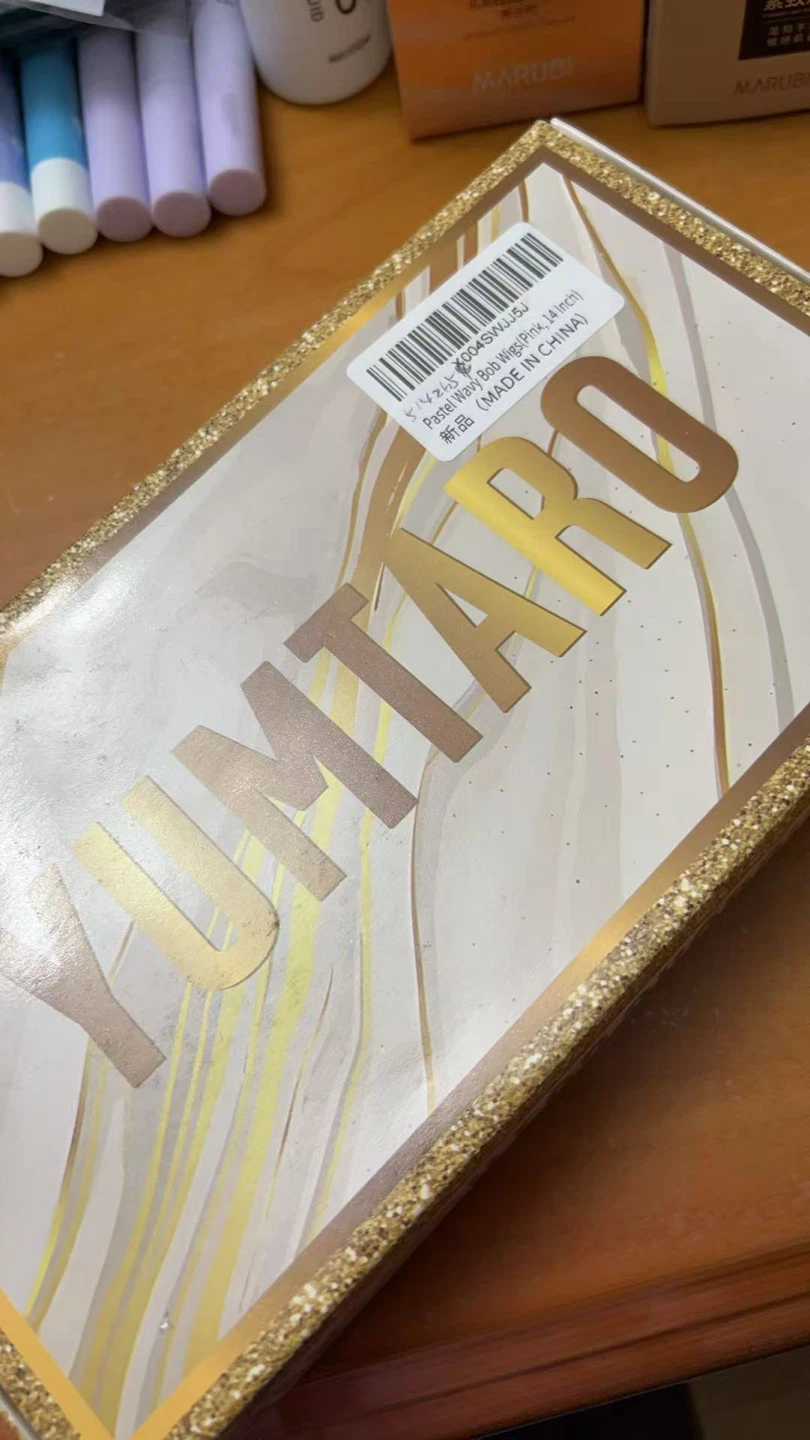 MARUBI
MARUBI
X004SWJJ5J
Pastel Wavy Bob Wigs(Pink, 14 Inch)
新品 (MADE IN CHINA)
YUMTARO